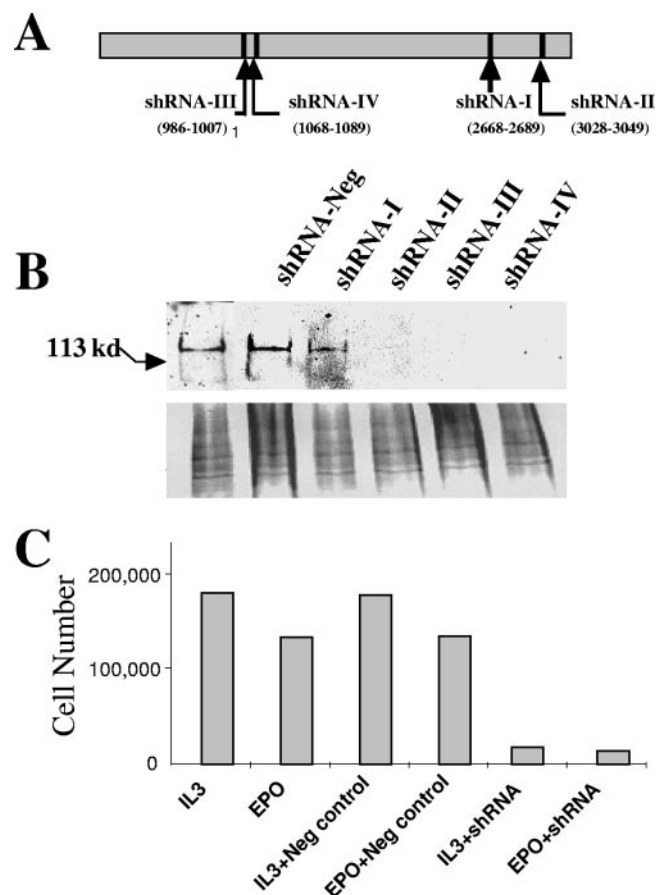 A
shRNA-III
(986-1007) 1
shRNA-IV
(1068-1089)
shRNA-I
(2668-2689)
shRNA-II
(3028-3049)
B
shRNA-Neg
shRNA-I
shRNA-II
shRNA-III
shRNA-IV
113 kd
C
Cell Number
200,000
100,000
0
IL3
EPO
IL3+Neg control
EPO+Neg control
IL3+shRNA
EPO+shRNA